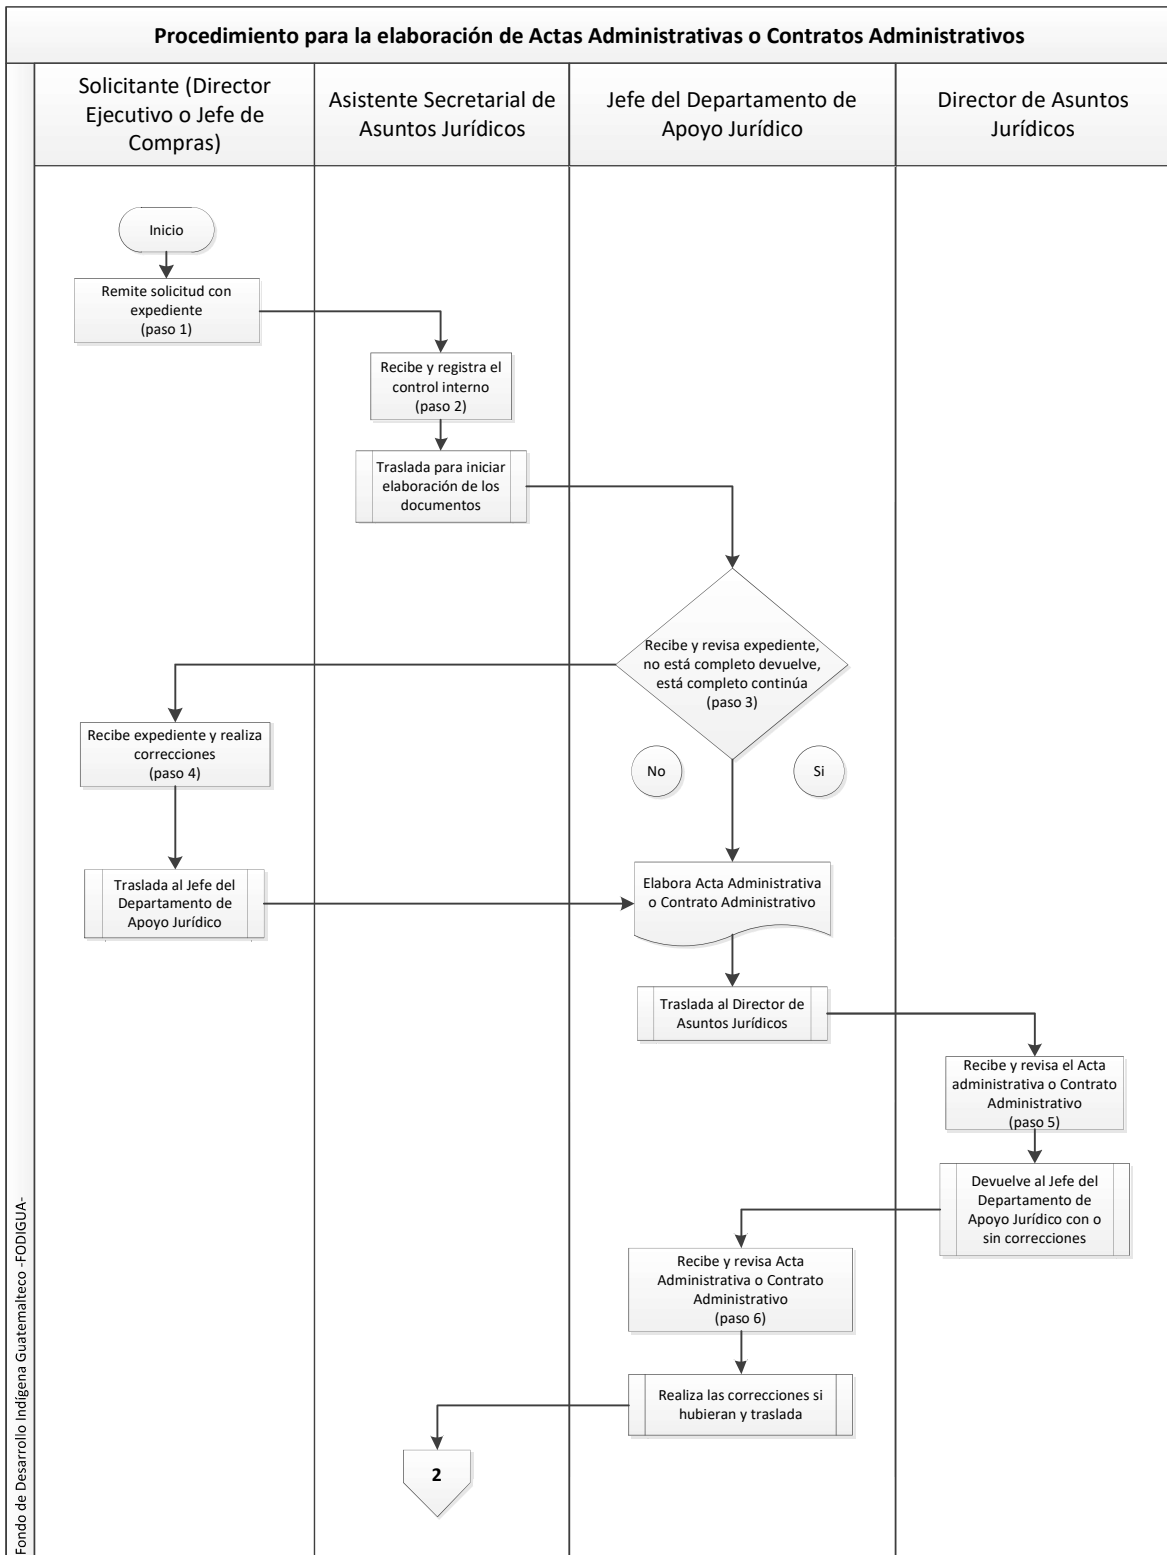 Procedimiento para la elaboración de Actas Administrativas o Contratos Administrativos
Solicitante (Director
Ejecutivo o Jefe de
Compras)
Asistente Secretarial de
Asuntos Jurídicos
Jefe del Departamento de
Apoyo Jurídico
Director de Asuntos
Jurídicos
Inicio
Remite solicitud con
expediente
(paso 1)
Recibe y registra el
control interno
(paso 2)
Traslada para iniciar
elaboración de los
documentos
Recibe y revisa expediente,
no está completo devuelve,
está completo continúa
(paso 3)
Recibe expediente y realiza
correcciones
(paso 4)
No
Si
Traslada al Jefe del
Departamento de
Apoyo Jurídico
Elabora Acta Administrativa
o Contrato Administrativo
Traslada al Director de
Asuntos Jurídicos
Recibe y revisa el Acta
administrativa o Contrato
Administrativo
(paso 5)
Devuelve al Jefe del
Departamento de
Apoyo Jurídico con o
sin correcciones
Recibe y revisa Acta
Administrativa o Contrato
Administrativo
(paso 6)
Realiza las correcciones si
hubieran y traslada
2
Fondo de Desarrollo Indígena Guatemalteco -FODIGUA-